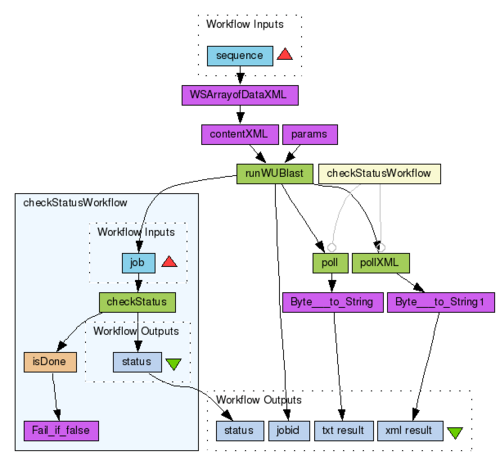 Workflow Inputs
sequence
WSArrayofDataXML
contentXML
params
runWUBlast
checkStatusWorkflow
checkStatusWorkflow
Workflow Inputs
job
poll
pollXML
checkStatus
Byte___to_String
Byte___to_String1
Workflow Outputs
isDone
status
Workflow Outputs
Fail_if_false
status
jobid
txt result
xml result